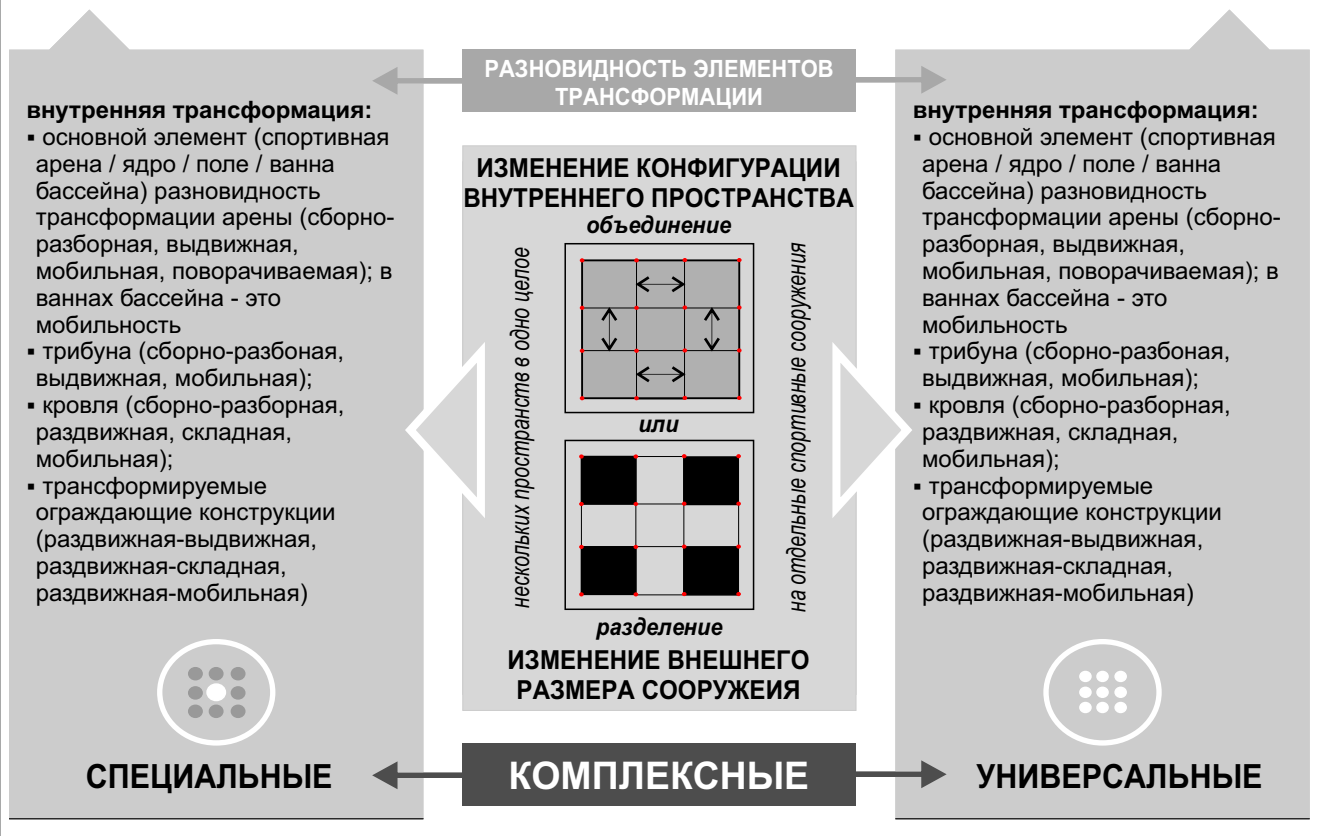 РАЗНОВИДНОСТЬ ЭЛЕМЕНТОВ
ТРАНСФОРМАЦИИ
внутренняя трансформация:
▪ основной элемент (спортивная
арена / ядро / поле / ванна
бассейна) разновидность
трансформации арены (сборно-
разборная, выдвижная,
мобильная, поворачиваемая); в
ваннах бассейна - это
мобильность
▪ трибуна (сборно-разбоная,
выдвижная, мобильная);
▪ кровля (сборно-разборная,
раздвижная, складная,
мобильная);
▪ трансформируемые
ограждающие конструкции
(раздвижная-выдвижная,
раздвижная-складная,
раздвижная-мобильная)
СПЕЦИАЛЬНЫЕ
ИЗМЕНЕНИЕ КОНФИГУРАЦИИ
ВНУТРЕННЕГО ПРОСТРАНСТВА
объединение
нескольких пространств в одно целое
или
на отдельные спортивные сооружения
разделение
ИЗМЕНЕНИЕ ВНЕШНЕГО
РАЗМЕРА СООРУЖЕИЯ
КОМПЛЕКСНЫЕ
внутренняя трансформация:
▪ основной элемент (спортивная
арена / ядро / поле / ванна
бассейна) разновидность
трансформации арены (сборно-
разборная, выдвижная,
мобильная, поворачиваемая); в
ваннах бассейна - это
мобильность
▪ трибуна (сборно-разбоная,
выдвижная, мобильная);
▪ кровля (сборно-разборная,
раздвижная, складная,
мобильная);
▪ трансформируемые
ограждающие конструкции
(раздвижная-выдвижная,
раздвижная-складная,
раздвижная-мобильная)
УНИВЕРСАЛЬНЫЕ